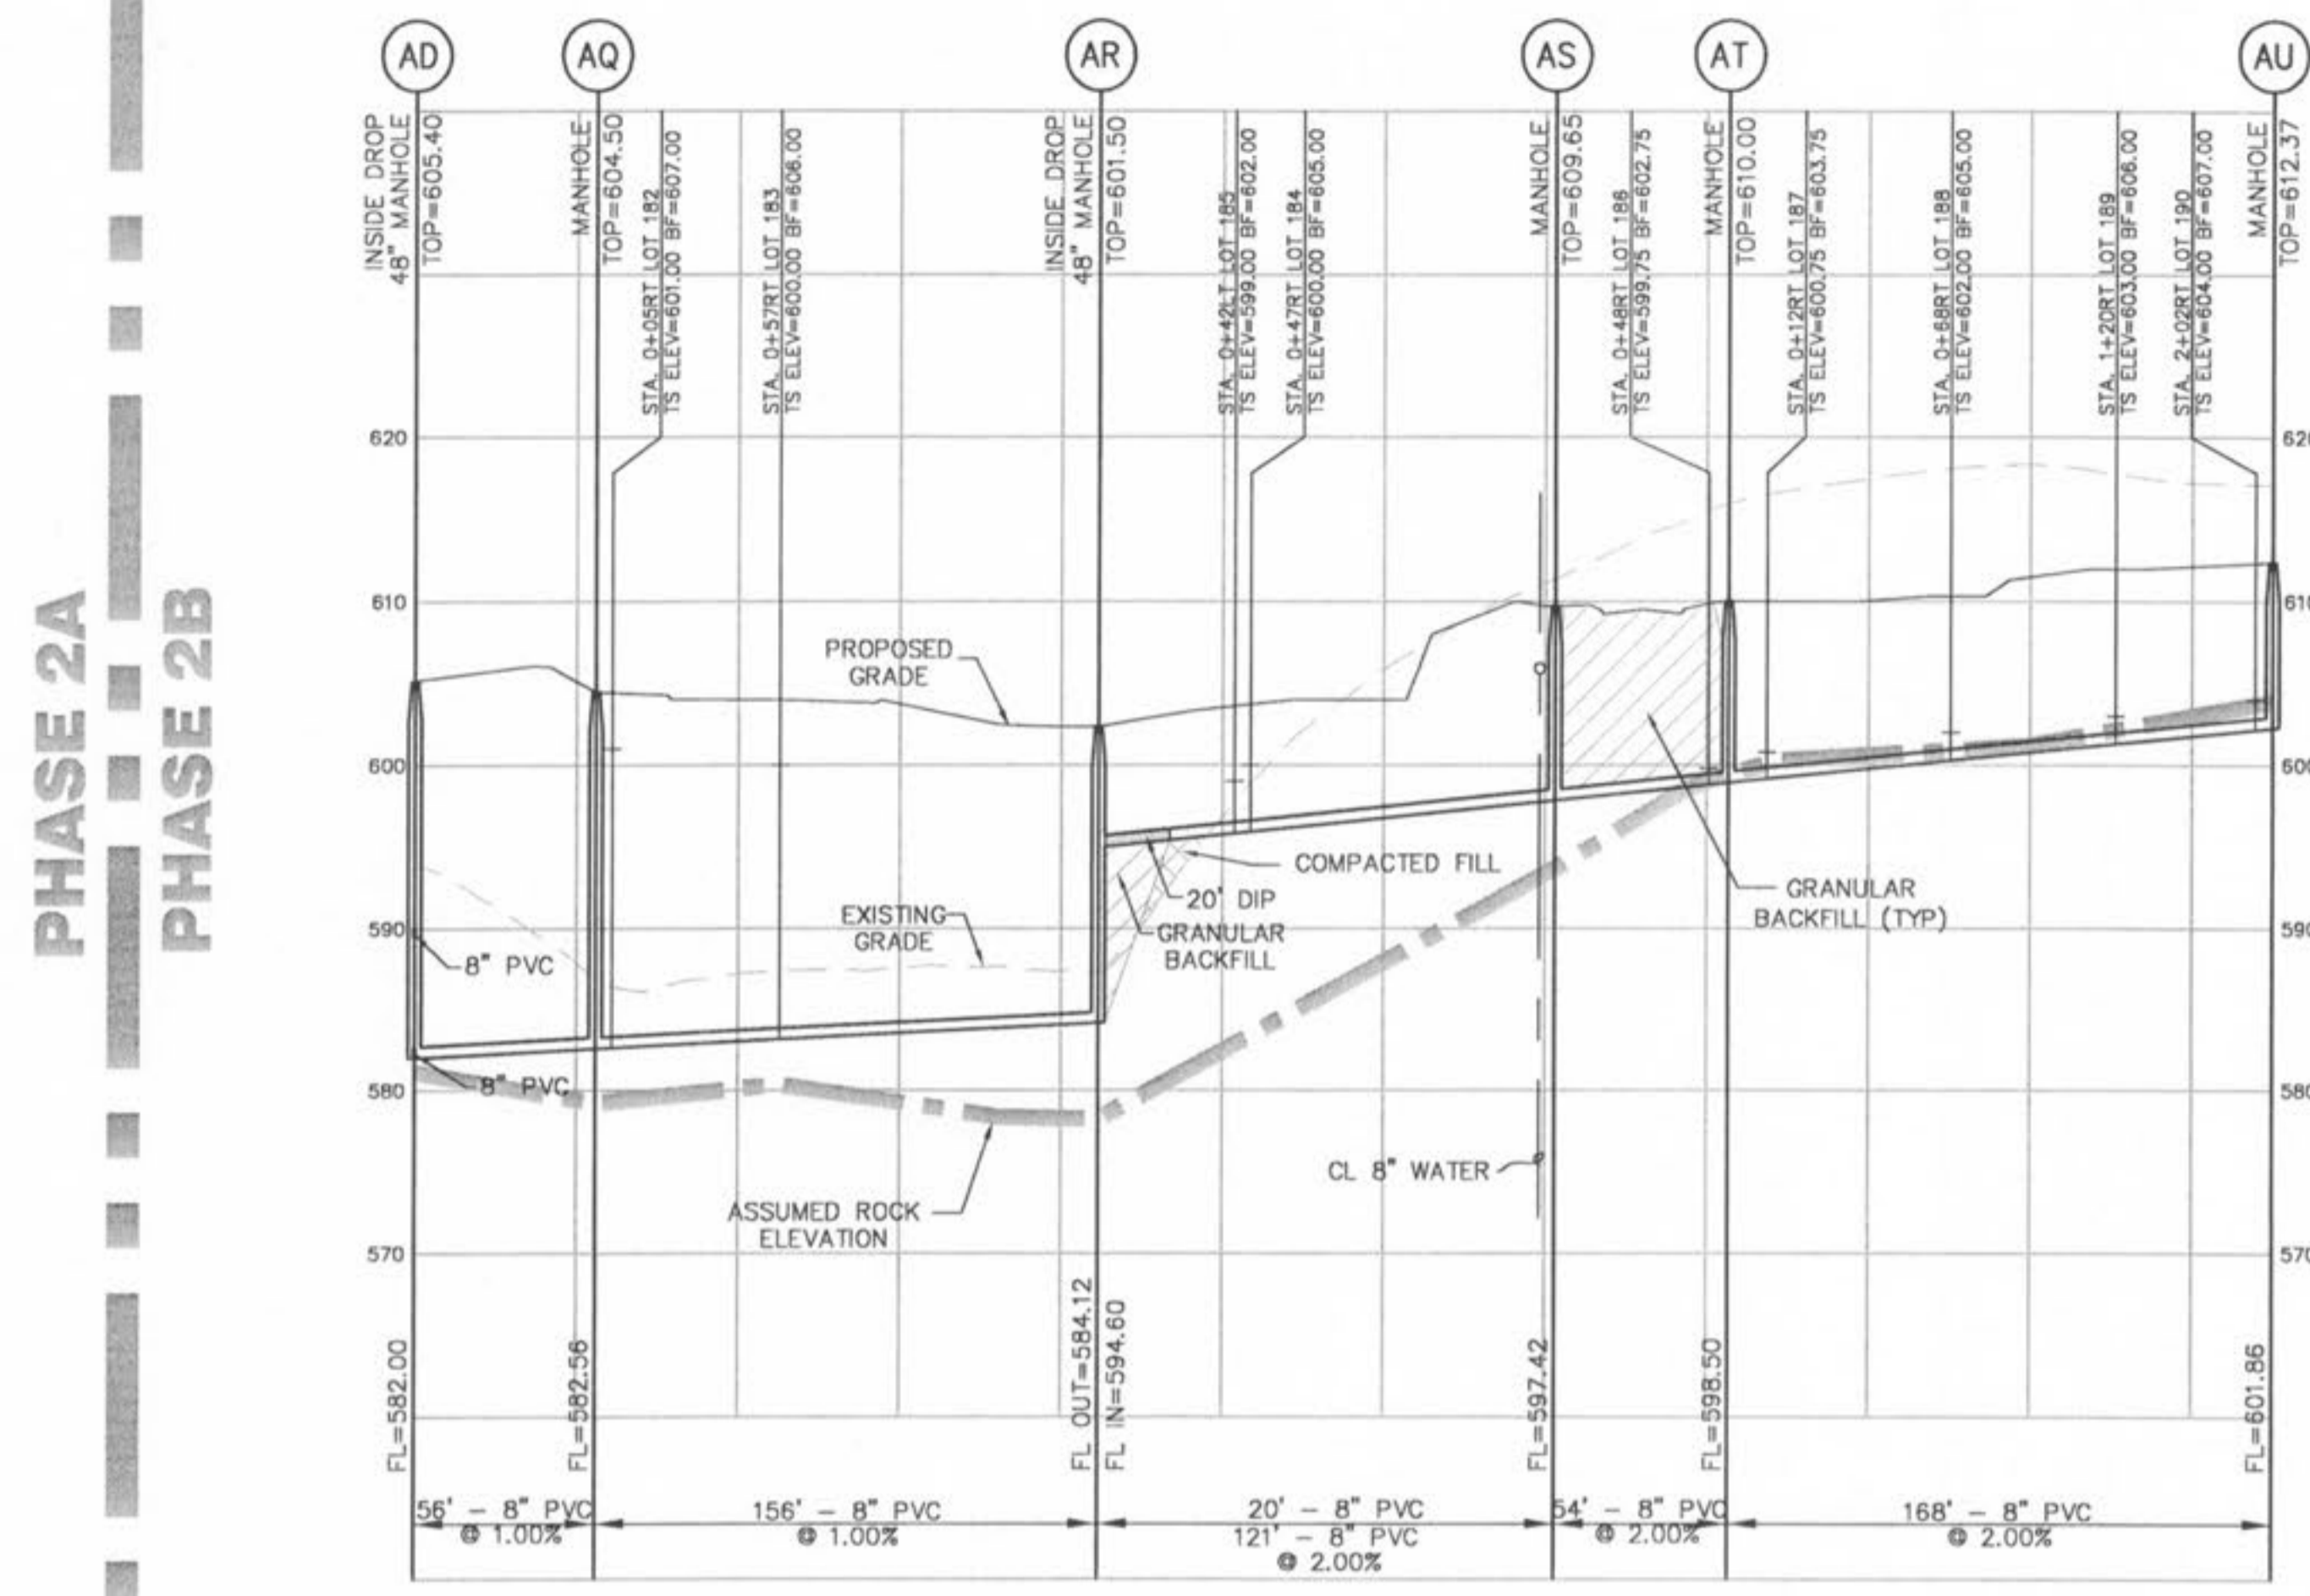 PHASE 2A
PHASE 2B
AD
AQ
AR
AS
AT
AU
INSIDE DROP
48" MANHOLE
TOP=605.40
MANHOLE
TOP=604.50
STA. 0+05RT LOT 182
TS ELEV=601.00 BF=607.00
STA. 0+57RT LOT 183
TS ELEV=600.00 BF=606.00
INSIDE DROP
48" MANHOLE
TOP=601.50
STA. 0+42LT LOT 185
TS ELEV=599.00 BF=602.00
STA. 0+47RT LOT 184
TS ELEV=600.00 BF=605.00
MANHOLE
TOP=609.65
STA. 0+48RT LOT 186
TS ELEV=599.75 BF=602.75
MANHOLE
TOP=610.00
STA. 0+12RT LOT 187
TS ELEV=600.75 BF=603.75
STA. 0+68RT LOT 188
TS ELEV=602.00 BF=605.00
STA. 1+20RT LOT 189
TS ELEV=603.00 BF=606.00
STA. 2+02RT LOT 190
TS ELEV=604.00 BF=607.00
MANHOLE
TOP=612.37
620
610
600
590
580
570
620
610
600
590
580
570
PROPOSED
GRADE
EXISTING
GRADE
8" PVC
8" PVC
ASSUMED ROCK
ELEVATION
COMPACTED FILL
20' DIP
GRANULAR
BACKFILL
GRANULAR
BACKFILL (TYP)
CL 8" WATER
FL=582.00
FL=582.56
FL OUT=584.12
FL IN=594.60
FL=597.42
FL=598.50
FL=601.86
56' - 8" PVC
@ 1.00%
156' - 8" PVC
@ 1.00%
20' - 8" PVC
121' - 8" PVC
@ 2.00%
54' - 8" PVC
@ 2.00%
168' - 8" PVC
@ 2.00%